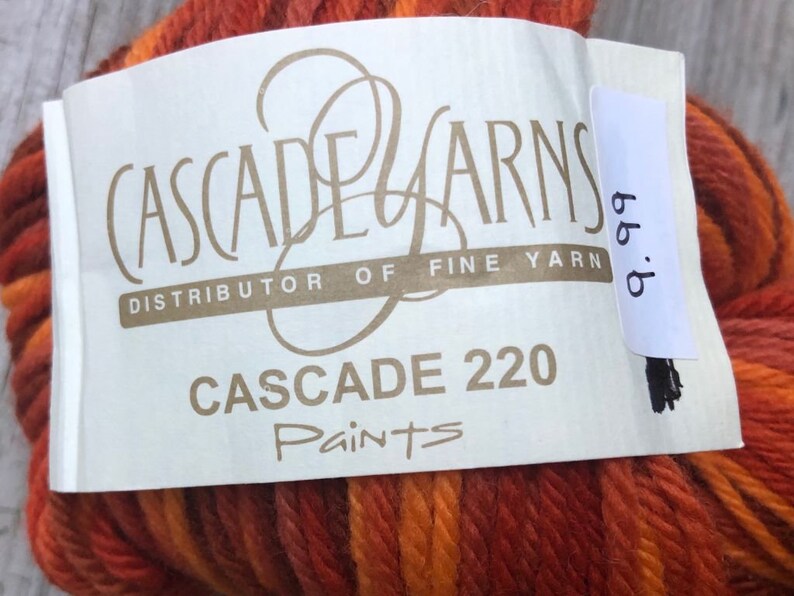 CASCADE YARNS
DISTRIBUTOR OF FINE YARN
CASCADE 220
Paints
9.99